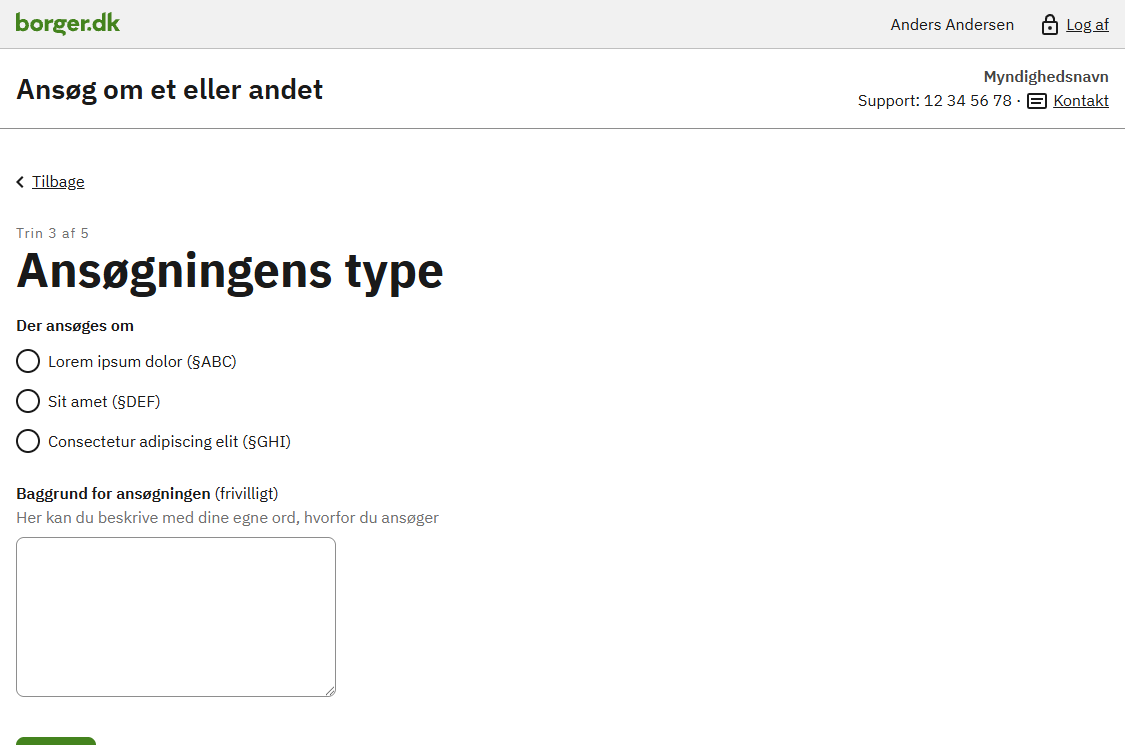 borger.dk
Anders Andersen
Log af
Ansøg om et eller andet
Myndighedsnavn
Support: 12 34 56 78 · Kontakt
Tilbage
Trin 3 af 5
Ansøgningens type
Der ansøges om
Lorem ipsum dolor (§ABC)
Sit amet (§DEF)
Consectetur adipiscing elit (§GHI)
Baggrund for ansøgningen (frivilligt)
Her kan du beskrive med dine egne ord, hvorfor du ansøger